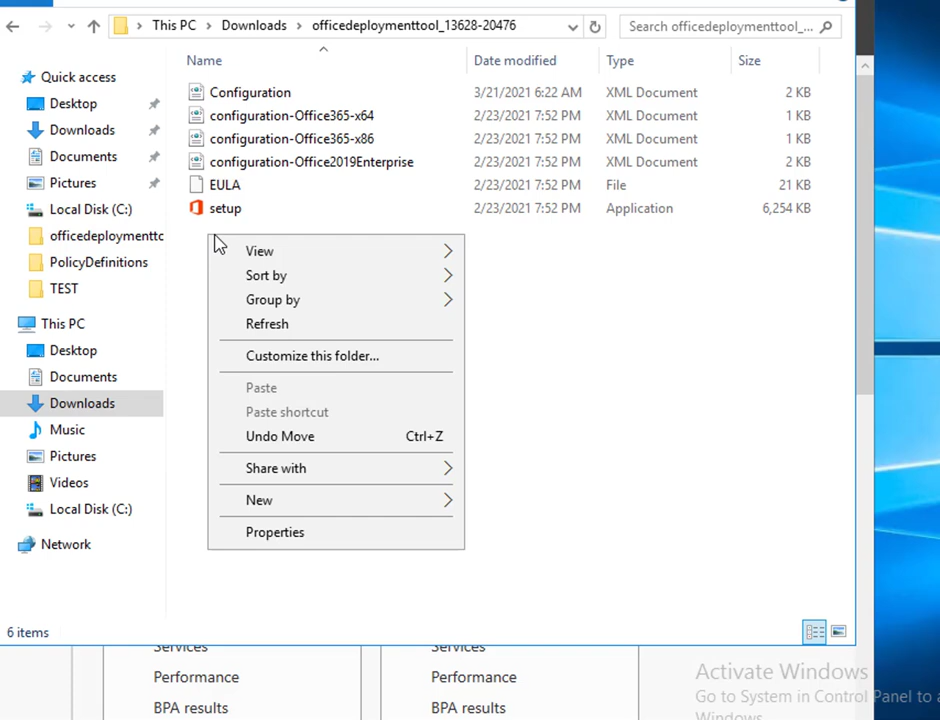 This PC > Downloads > officedeploymenttool_13628-20476
Search officedeploymenttool_...
Name Date modified Type Size
Configuration 3/21/2021 6:22 AM XML Document 2 KB
configuration-Office365-x64 2/23/2021 7:52 PM XML Document 1 KB
configuration-Office365-x86 2/23/2021 7:52 PM XML Document 1 KB
configuration-Office2019Enterprise 2/23/2021 7:52 PM XML Document 2 KB
EULA 2/23/2021 7:52 PM File 21 KB
setup 2/23/2021 7:52 PM Application 6,254 KB
Quick access
Desktop
Downloads
Documents
Pictures
Local Disk (C:)
officedeploymenttc
PolicyDefinitions
TEST
This PC
Desktop
Documents
Downloads
Music
Pictures
Videos
Local Disk (C:)
Network
View
Sort by
Group by
Refresh
Customize this folder...
Paste
Paste shortcut
Undo Move Ctrl+Z
Share with
New
Properties
6 items
Services Services
Performance Performance
BPA results BPA results
Activate Windows
Go to System in Control Panel to a
Windows.